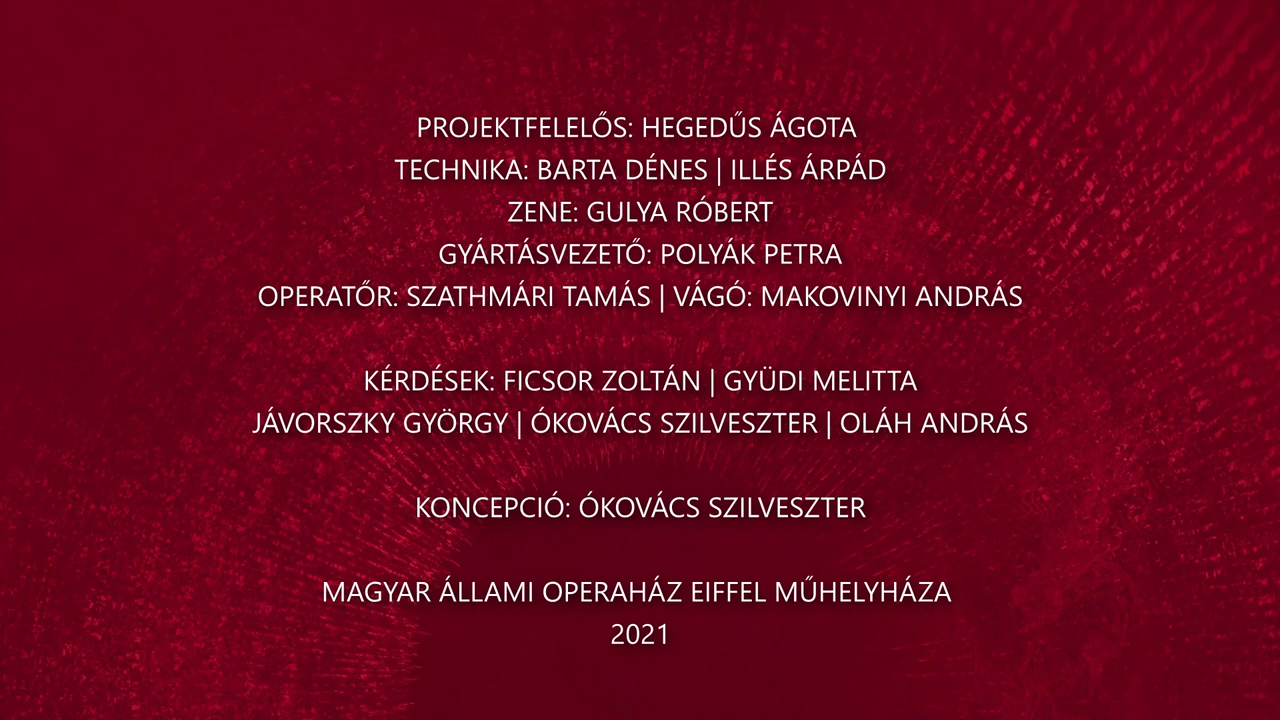 PROJEKTFELELŐS: HEGEDŰS ÁGOTA
TECHNIKA: BARTA DÉNES | ILLÉS ÁRPÁD
ZENE: GULYA RÓBERT
GYÁRTÁSVEZETŐ: POLYÁK PETRA
OPERATŐR: SZATHMÁRI TAMÁS | VÁGÓ: MAKOVINYI ANDRÁS
KÉRDÉSEK: FICSOR ZOLTÁN | GYÜDI MELITTA
JÁVORSZKY GYÖRGY | ÓKOVÁCS SZILVESZTER | OLÁH ANDRÁS
KONCEPCIÓ: ÓKOVÁCS SZILVESZTER
MAGYAR ÁLLAMI OPERAHÁZ EIFFEL MŰHELYHÁZA
2021